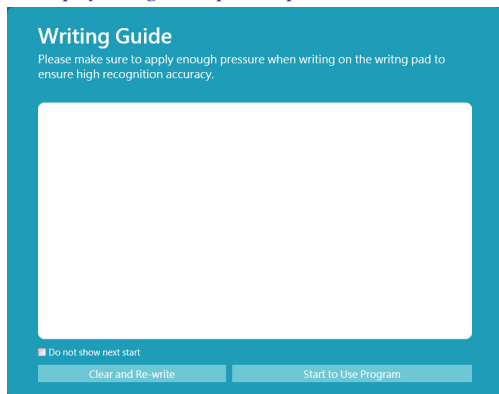 Writing Guide
Please make sure to apply enough pressure when writing on the writng pad to
ensure high recognition accuracy.
Do not show next start
Clear and Re-write
Start to Use Program